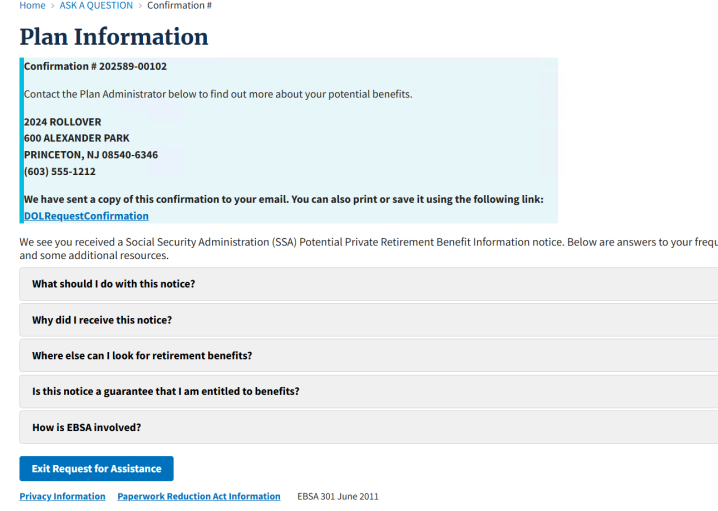 Home > ASK A QUESTION > Confirmation #
Plan Information
Confirmation # 202589-00102
Contact the Plan Administrator below to find out more about your potential benefits.
2024 ROLLOVER
600 ALEXANDER PARK
PRINCETON, NJ 08540-6346
(603) 555-1212
We have sent a copy of this confirmation to your email. You can also print or save it using the following link:
DOLRequestConfirmation
We see you received a Social Security Administration (SSA) Potential Private Retirement Benefit Information notice. Below are answers to your
and some additional resources.
What should I do with this notice?
Why did I receive this notice?
Where else can I look for retirement benefits?
Is this notice a guarantee that I am entitled to benefits?
How is EBSA involved?
Exit Request for Assistance
Privacy Information Paperwork Reduction Act Information EBSA 301 June 2011